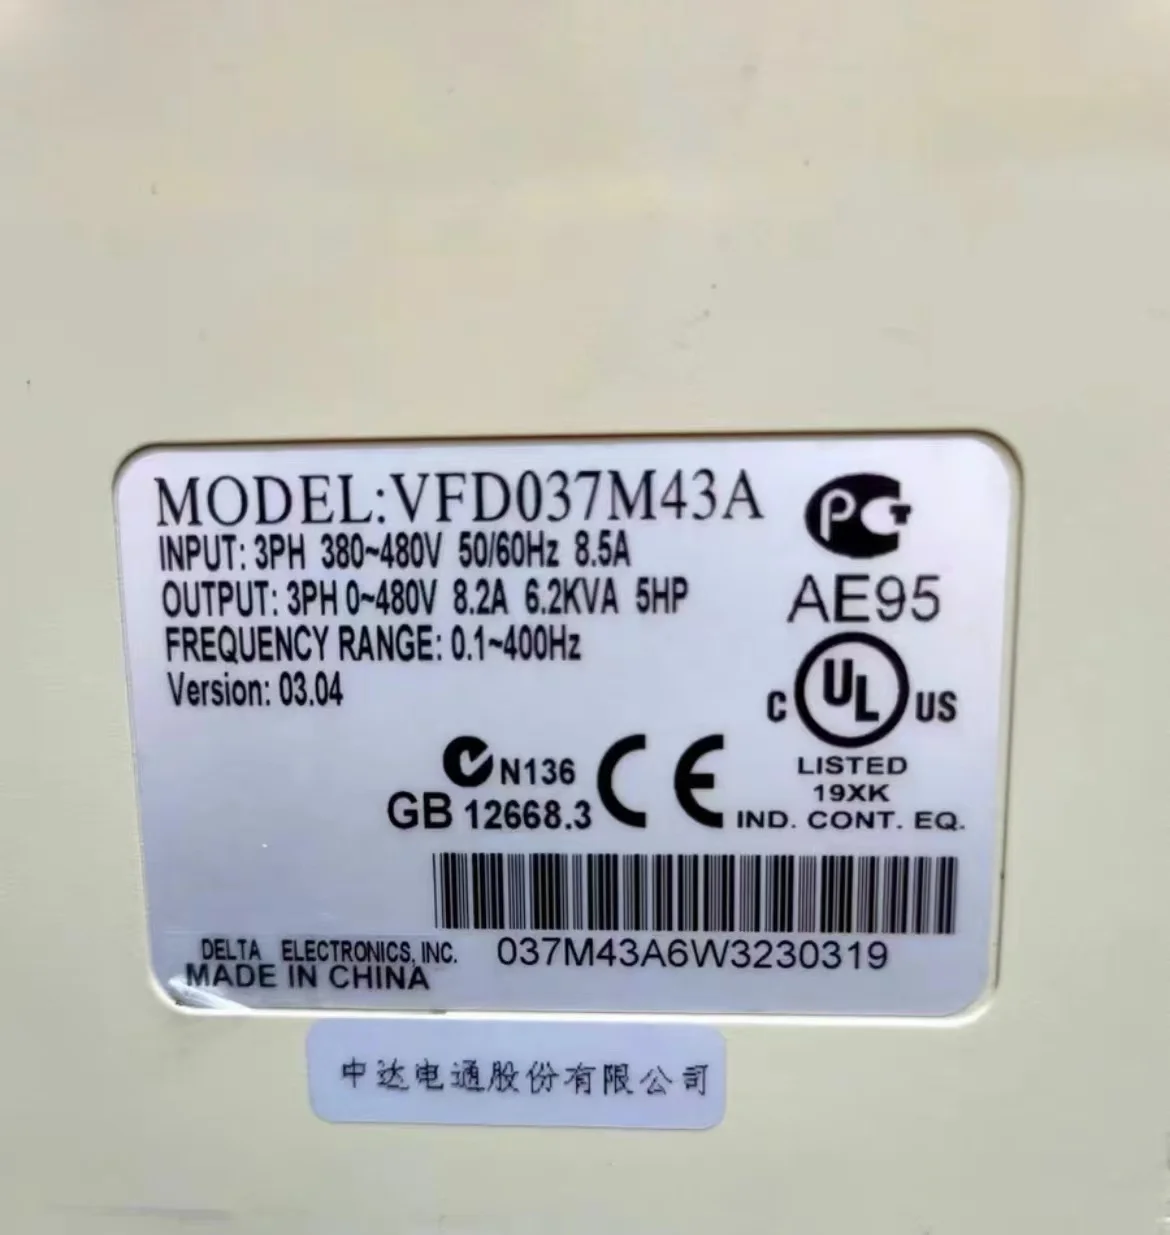 MODEL:VFD037M43A
INPUT: 3PH 380~480V 50/60Hz 8.5A
OUTPUT: 3PH 0~480V 8.2A 6.2KVA 5HP
FREQUENCY RANGE: 0.1~400Hz
Version: 03.04
PCT
AE95
C UL US
LISTED
19XK
IND. CONT. EQ.
N136
GB 12668.3
CE
037M43A6W3230319
DELTA ELECTRONICS, INC.
MADE IN CHINA
中达电通股份有限公司